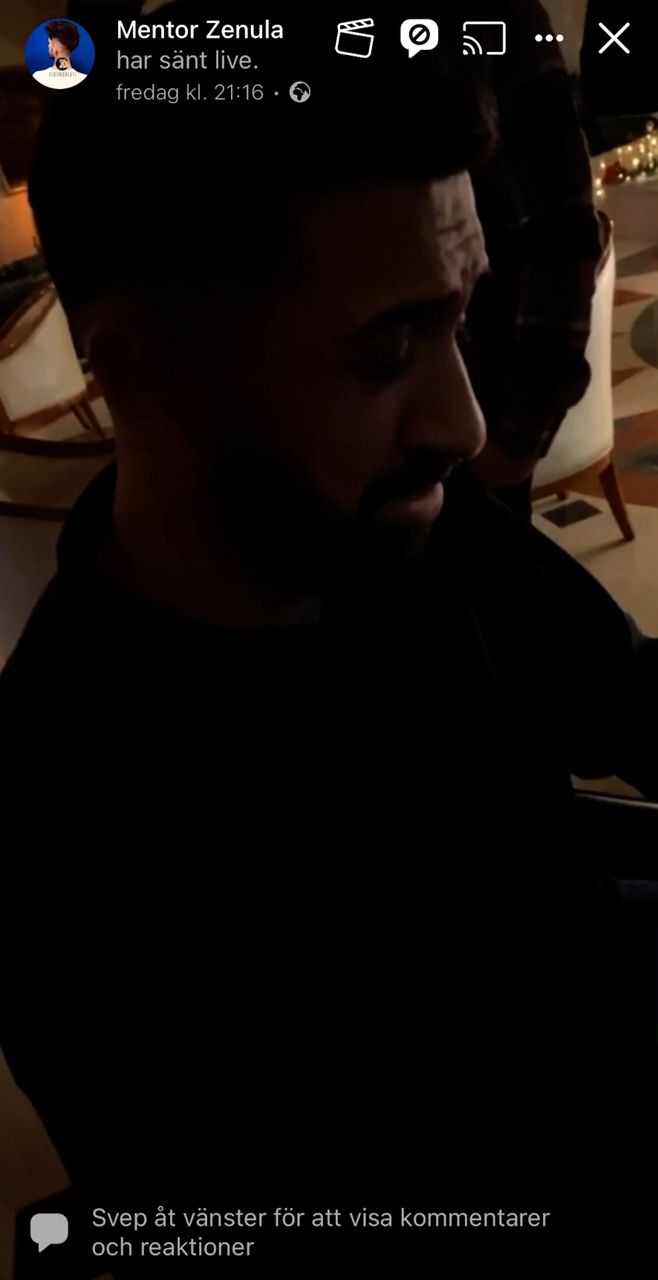 Mentor Zenula
har sänt live.
fredag kl. 21:16 ·
Svep åt vänster för att visa kommentarer
och reaktioner